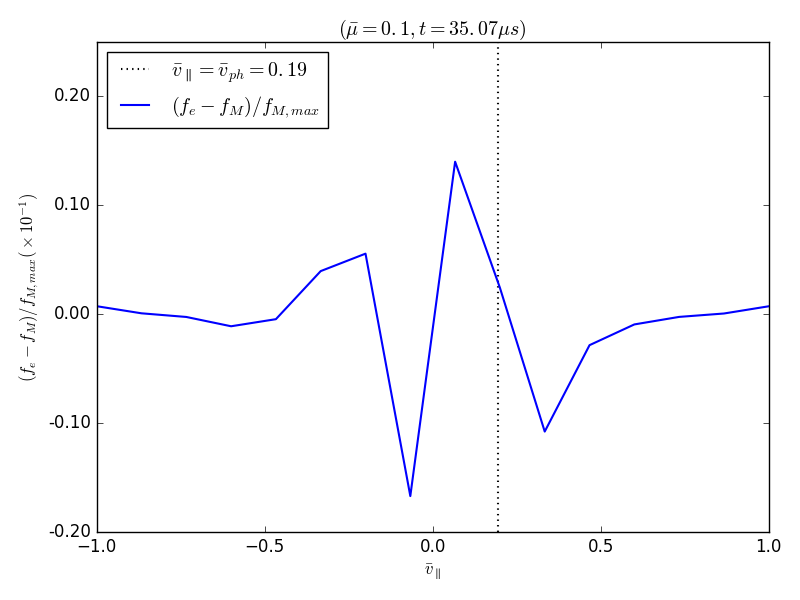 (μ̄ = 0.1, t = 35.07μs)
v̄∥ = v̄ph = 0.19
(fe − fM)/fM,max
(fe − fM)/fM,max(×10⁻¹)
0.20
0.10
0.00
-0.10
-0.20
−1.0 −0.5 0.0 0.5 1.0
v̄∥